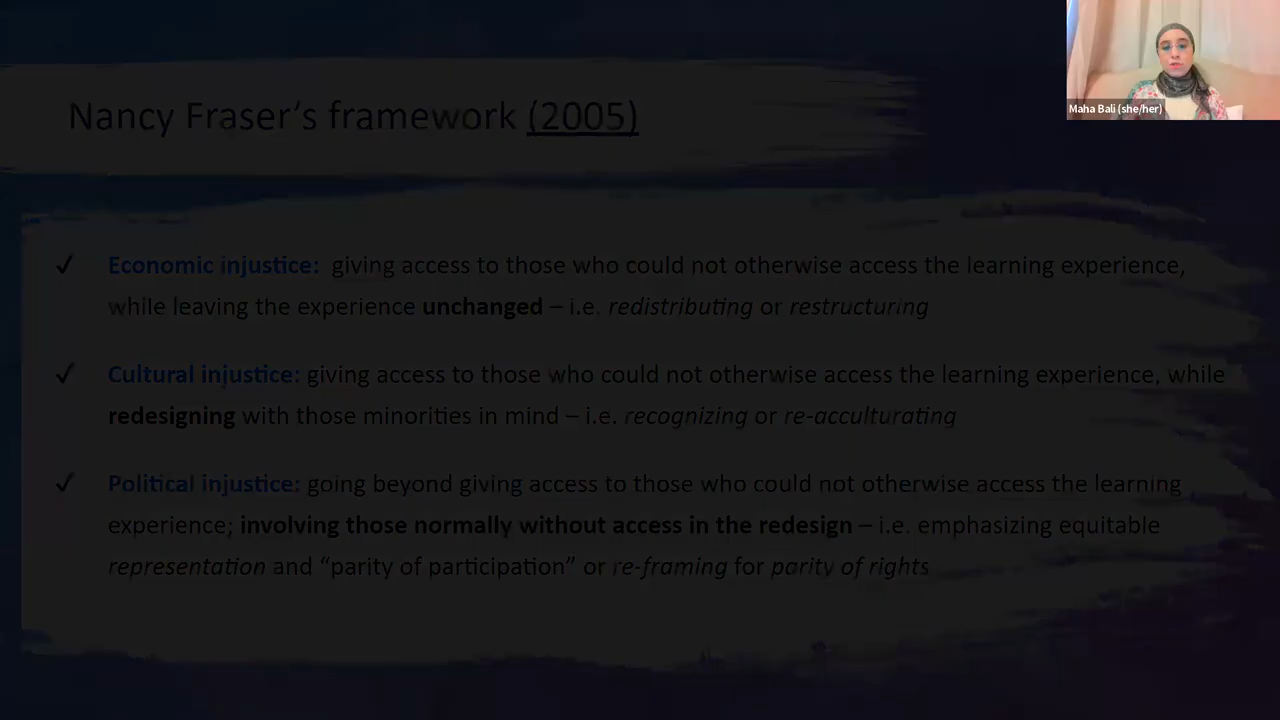 Maha Bali (she/her)
Nancy Fraser’s framework (2005)
✓ Economic injustice: giving access to those who could not otherwise access the learning experience,
while leaving the experience unchanged – i.e. redistributing or restructuring
✓ Cultural injustice: giving access to those who could not otherwise access the learning experience, while
redesigning with those minorities in mind – i.e. recognizing or re-acculturating
✓ Political injustice: going beyond giving access to those who could not otherwise access the learning
experience; involving those normally without access in the redesign – i.e. emphasizing equitable
representation and “parity of participation” or re-framing for parity of rights